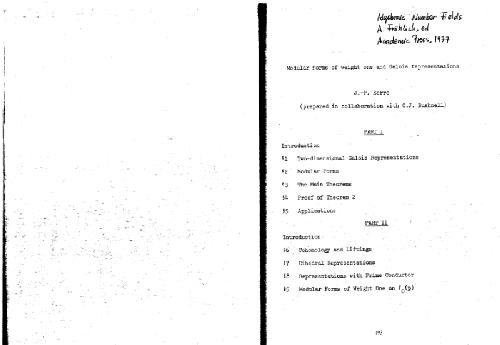 Algebraic Number Fields
A. Fröhlich, ed
Academic Press, 1977
Modular forms of weight one and Galois representations
J.-P. Serre
(prepared in collaboration with C.J. Bushnell)
PART I
Introduction
§1 Two-dimensional Galois Representations
§2 Modular Forms
§3 The Main Theorems
§4 Proof of Theorem 2
§5 Applications
PART II
Introduction
§6 Cohomology and Liftings
§7 Dihedral Representations
§8 Representations with Prime Conductor
§9 Modular Forms of Weight One on Γ₀(p)